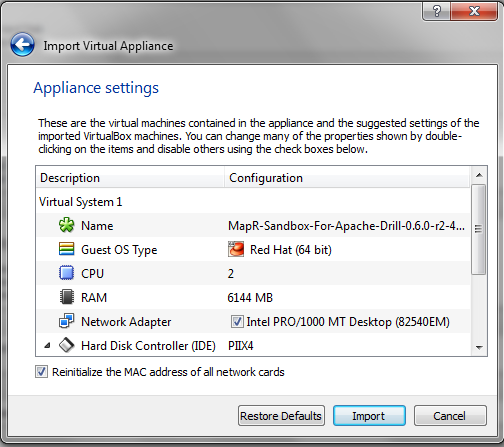 Import Virtual Appliance
Appliance settings
These are the virtual machines contained in the appliance and the suggested settings of the
imported VirtualBox machines. You can change many of the properties shown by double-
clicking on the items and disable others using the check boxes below.
Description Configuration
Virtual System 1
Name MapR-Sandbox-For-Apache-Drill-0.6.0-r2-4...
Guest OS Type Red Hat (64 bit)
CPU 2
RAM 6144 MB
Network Adapter Intel PRO/1000 MT Desktop (82540EM)
Hard Disk Controller (IDE) PIIX4
Reinitialize the MAC address of all network cards
Restore Defaults Import Cancel